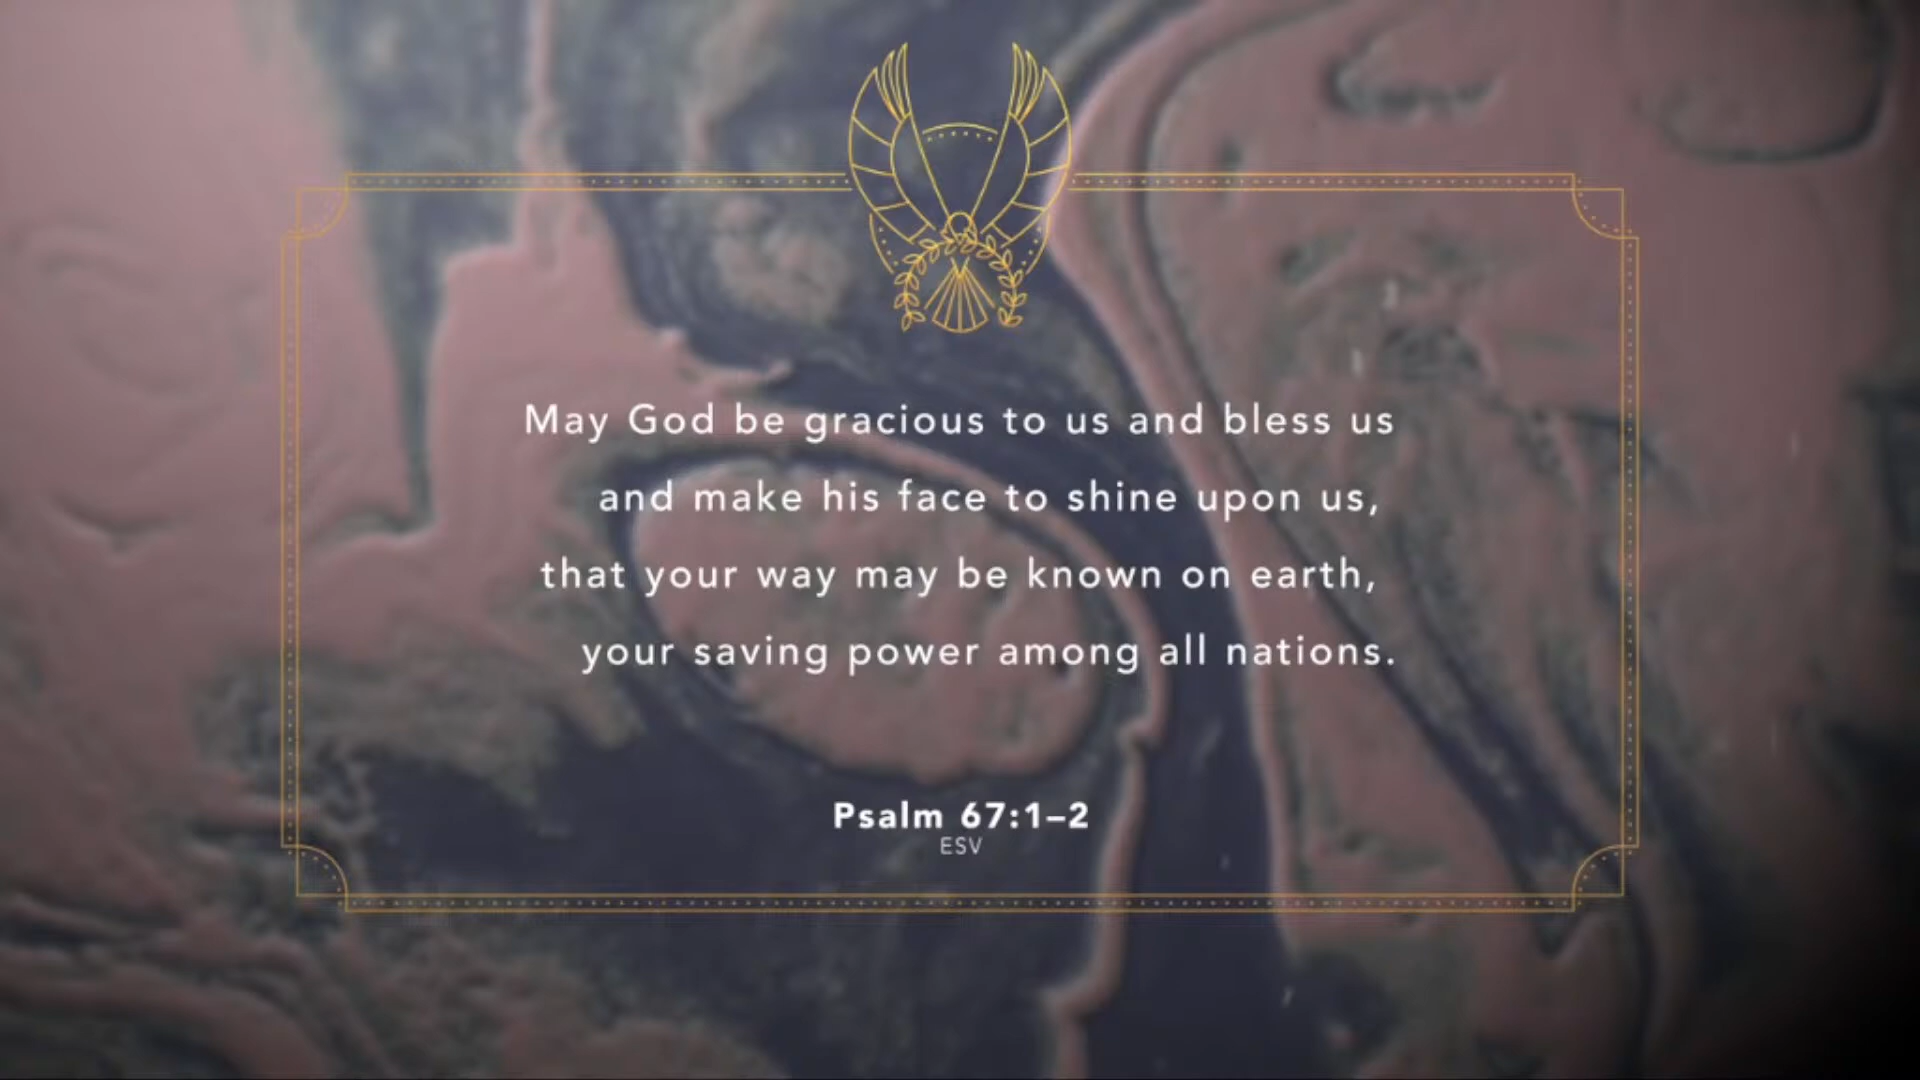 May God be gracious to us and bless us
and make his face to shine upon us,
that your way may be known on earth,
your saving power among all nations.
Psalm 67:1–2
ESV